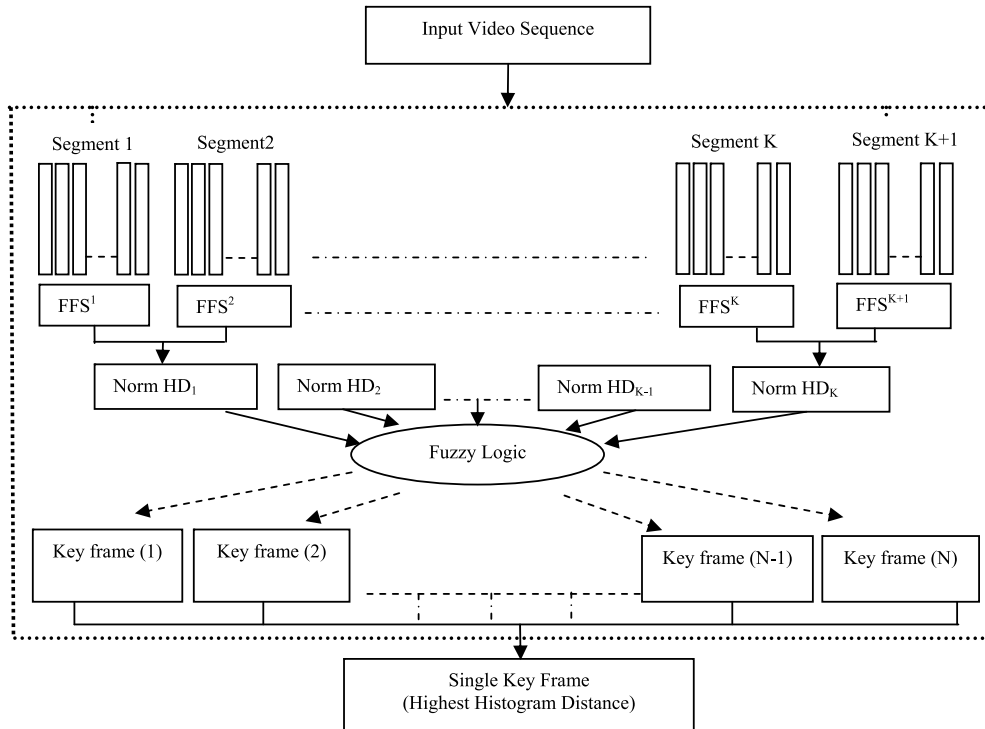 Input Video Sequence
Segment 1
Segment2
Segment K
Segment K+1
FFS¹
FFS²
FFSᴷ
FFSᴷ⁺¹
Norm HD₁
Norm HD₂
Norm HD_K-1
Norm HD_K
Fuzzy Logic
Key frame (1)
Key frame (2)
Key frame (N-1)
Key frame (N)
Single Key Frame
(Highest Histogram Distance)